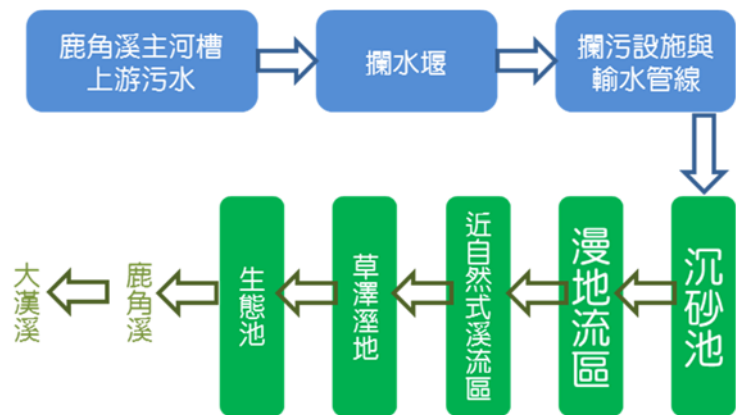 鹿角溪主河槽
上游污水
攔水堰
攔污設施與
輸水管線
沉砂池
漫地流區
近自然式溪流區
草澤溼地
生態池
鹿角溪
大漢溪